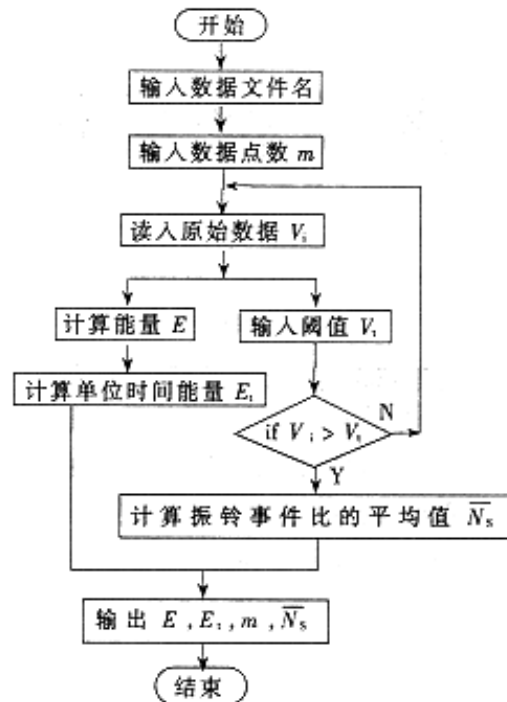 开始
输入数据文件名
输入数据点数 m
读入原始数据 Vi
计算能量 E
输入阈值 Vt
计算单位时间能量 Et
N
if Vi > Vt
Y
计算振铃事件比的平均值 N̅s
输出 E , Et , m , N̅s
结束